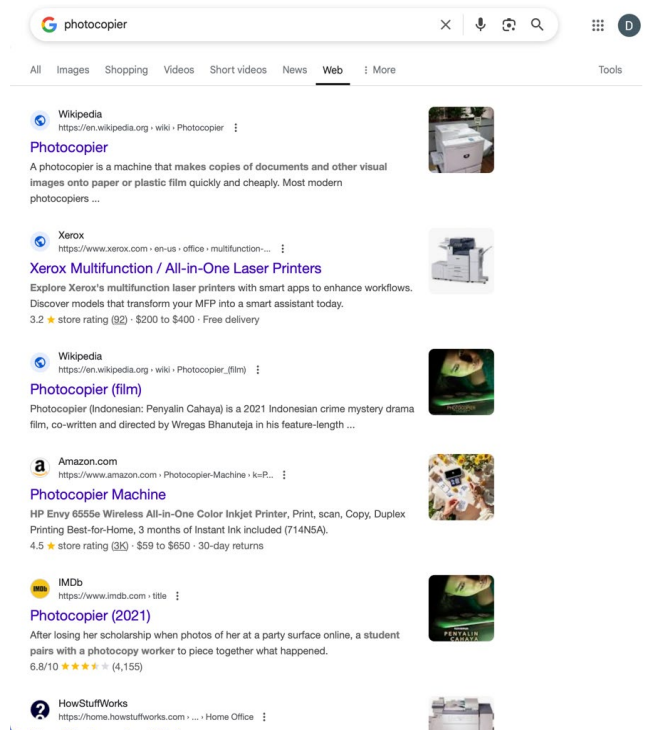 photocopier
D
All Images Shopping Videos Short videos News Web More Tools
Wikipedia
https://en.wikipedia.org › wiki › Photocopier
Photocopier
A photocopier is a machine that makes copies of documents and other visual
images onto paper or plastic film quickly and cheaply. Most modern
photocopiers ...
Xerox
https://www.xerox.com › en-us › office › multifunction-...
Xerox Multifunction / All-in-One Laser Printers
Explore Xerox's multifunction laser printers with smart apps to enhance workflows.
Discover models that transform your MFP into a smart assistant today.
3.2 ★ store rating (92) · $200 to $400 · Free delivery
Wikipedia
https://en.wikipedia.org › wiki › Photocopier_(film)
Photocopier (film)
Photocopier (Indonesian: Penyalin Cahaya) is a 2021 Indonesian crime mystery drama
film, co-written and directed by Wregas Bhanuteja in his feature-length ...
a
Amazon.com
https://www.amazon.com › Photocopier-Machine › k=P...
Photocopier Machine
HP Envy 6555e Wireless All-in-One Color Inkjet Printer, Print, scan, Copy, Duplex
Printing Best-for-Home, 3 months of Instant Ink included (714N5A).
4.5 ★ store rating (3K) · $59 to $650 · 30-day returns
IMDb
IMDb
https://www.imdb.com › title
Photocopier (2021)
After losing her scholarship when photos of her at a party surface online, a student
pairs with a photocopy worker to piece together what happened.
6.8/10 ★★★★★ (4,155)
PENYALIN
CAHAYA
HowStuffWorks
https://home.howstuffworks.com › ... › Home Office